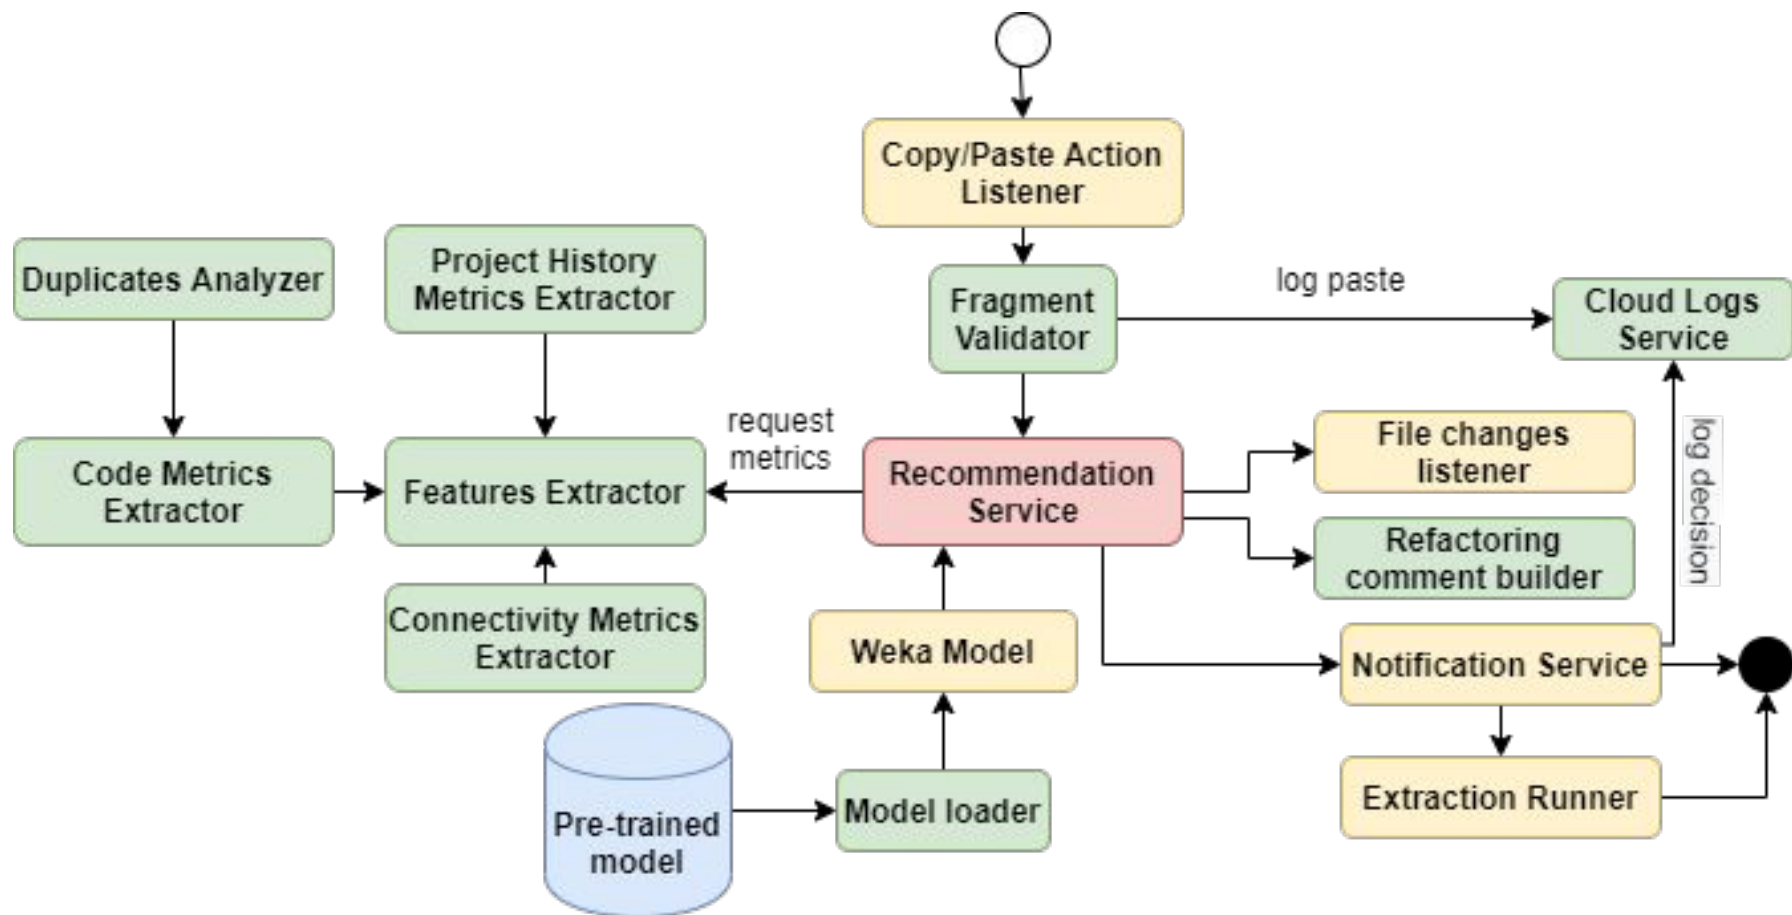 Copy/Paste Action
Listener
Duplicates Analyzer
Project History
Metrics Extractor
Fragment
Validator
log paste
Cloud Logs
Service
Code Metrics
Extractor
Features Extractor
request
metrics
Recommendation
Service
File changes
listener
log decision
Refactoring
comment builder
Connectivity Metrics
Extractor
Weka Model
Notification Service
Pre-trained
model
Model loader
Extraction Runner